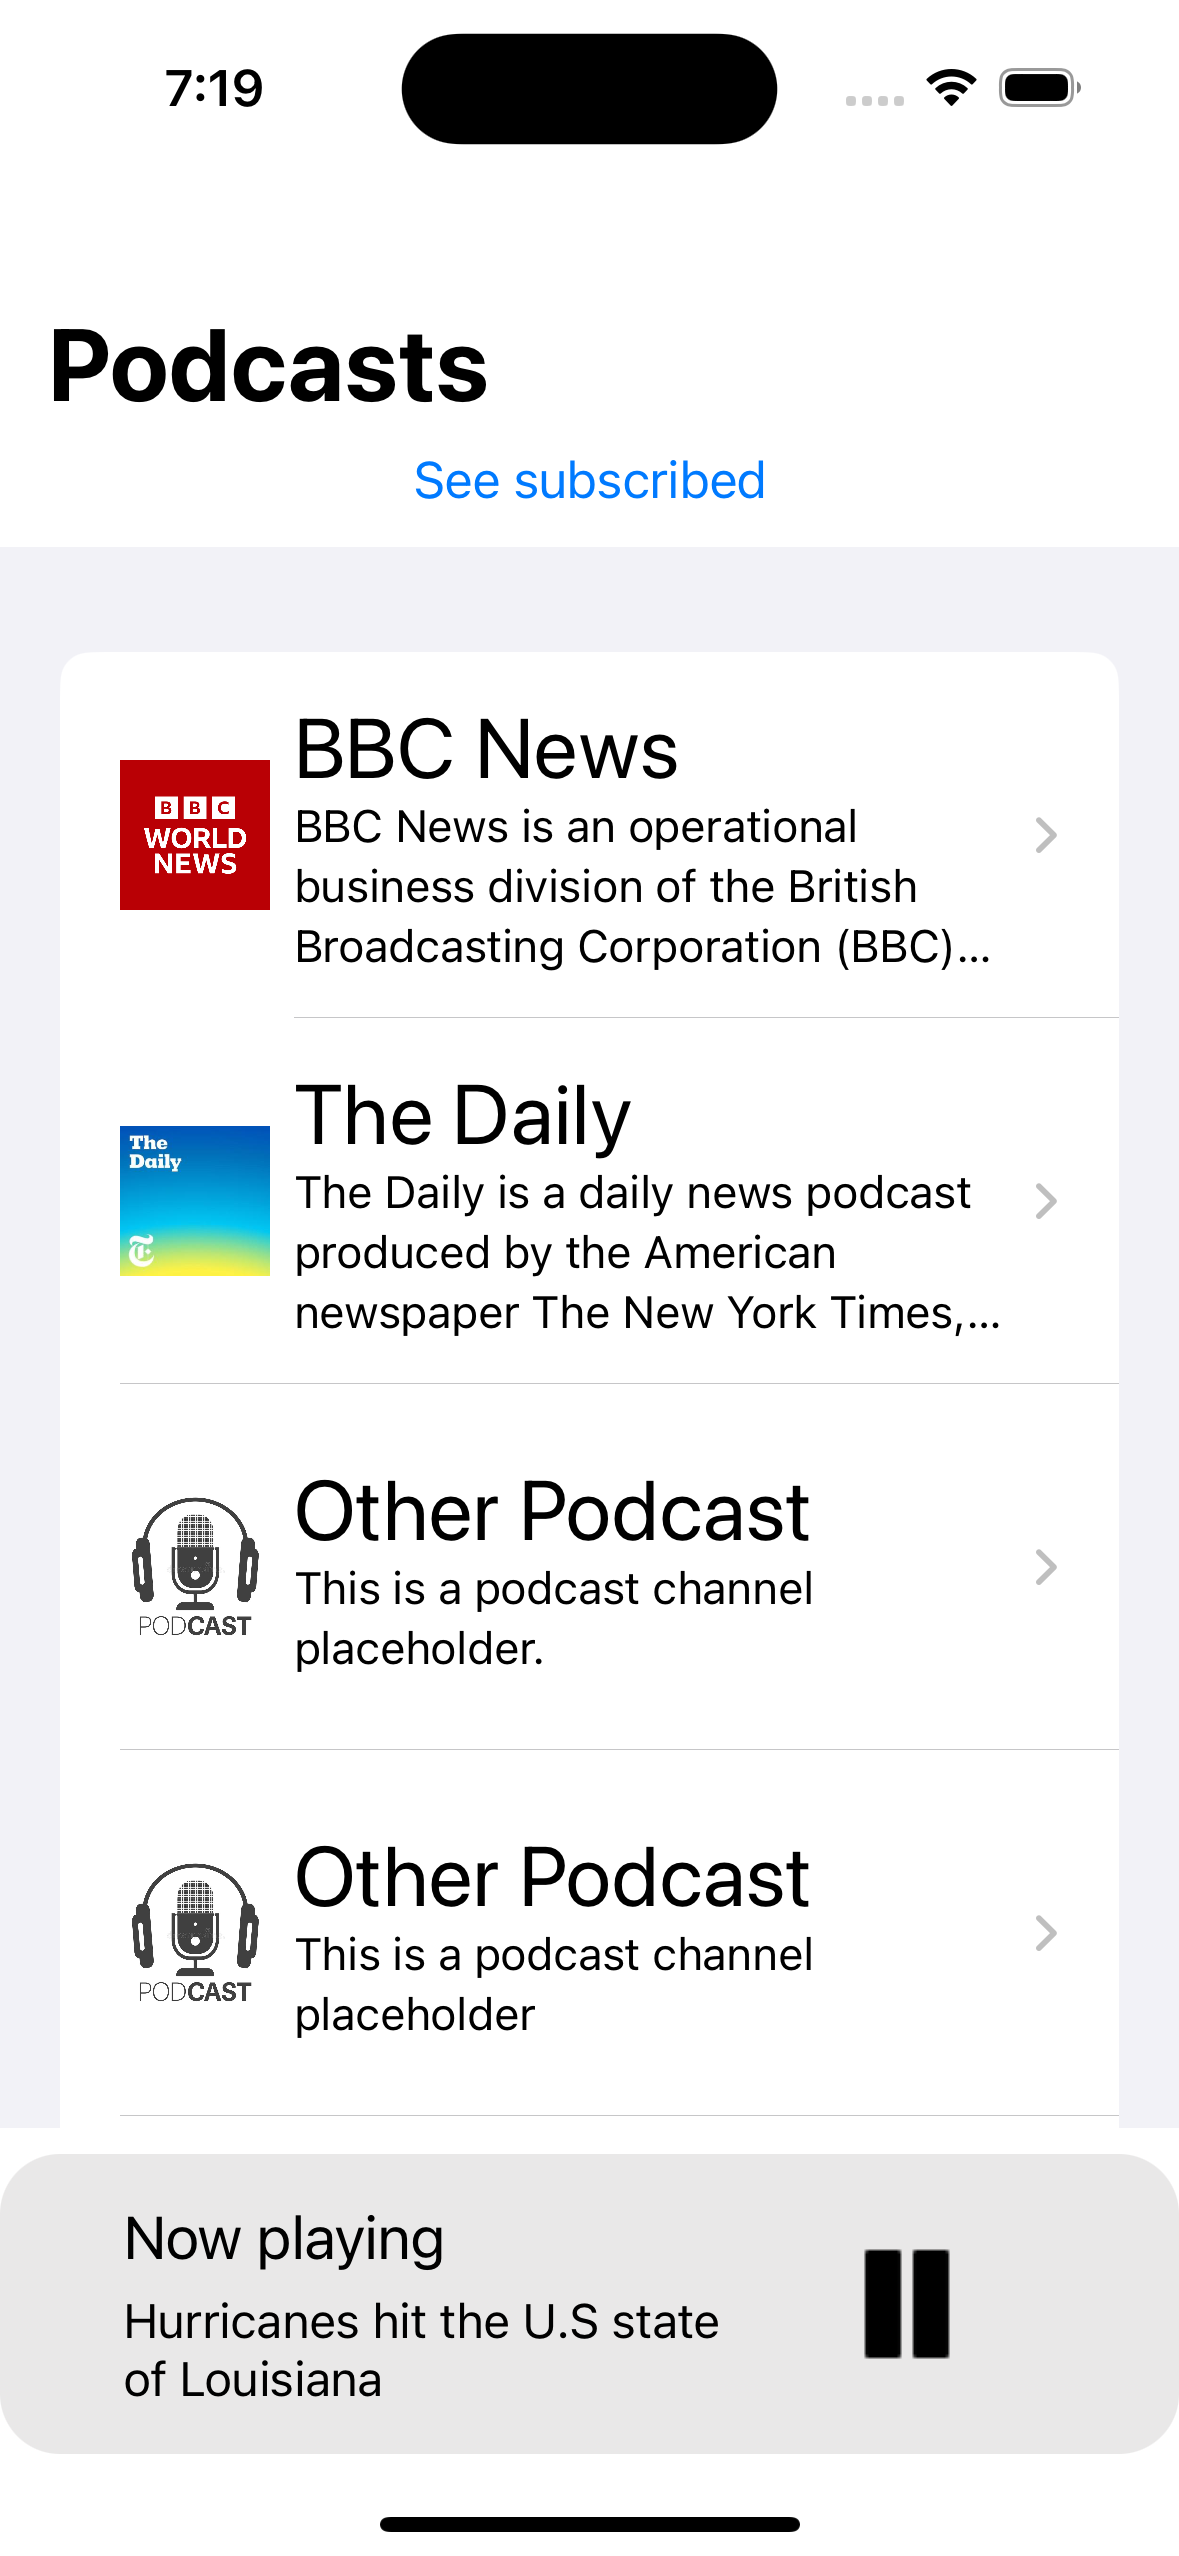 7:19
Podcasts
See subscribed
BBC News
BBC
WORLD
NEWS
BBC News is an operational
business division of the British
Broadcasting Corporation (BBC)...
The Daily
The
Daily
T
The Daily is a daily news podcast
produced by the American
newspaper The New York Times,...
Other Podcast
This is a podcast channel
placeholder.
PODCAST
Other Podcast
This is a podcast channel
placeholder
PODCAST
Now playing
Hurricanes hit the U.S state
of Louisiana